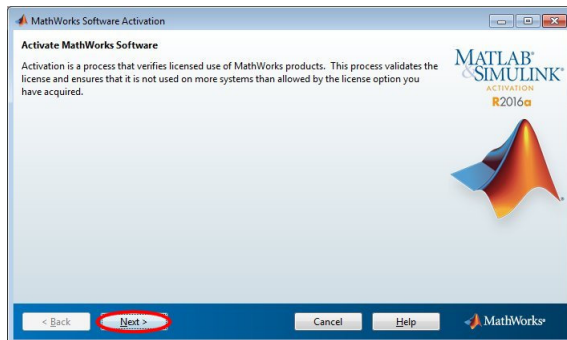 MathWorks Software Activation
Activate MathWorks Software
Activation is a process that verifies licensed use of MathWorks products. This process validates the
license and ensures that it is not used on more systems than allowed by the license option you
have acquired.
MATLAB®
&SIMULINK®
ACTIVATION
R2016a
< Back
Next >
Cancel
Help
MathWorks®